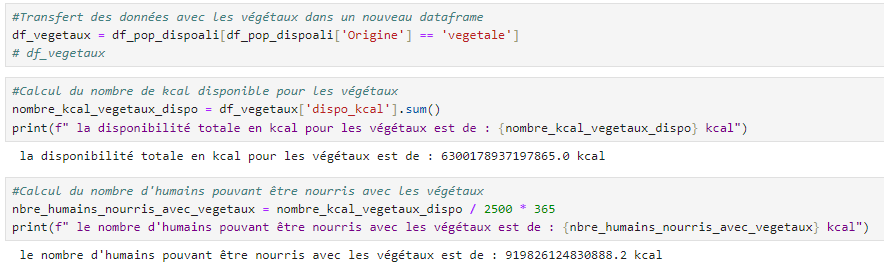 #Transfert des données avec les végétaux dans un nouveau dataframe
df_vegetaux = df_pop_dispoali[df_pop_dispoali['Origine'] == 'vegetale']
# df_vegetaux
#Calcul du nombre de kcal disponible pour les végétaux
nombre_kcal_vegetaux_dispo = df_vegetaux['dispo_kcal'].sum()
print(f" la disponibilité totale en kcal pour les végétaux est de : {nombre_kcal_vegetaux_dispo} kcal")
la disponibilité totale en kcal pour les végétaux est de : 6300178937197865.0 kcal
#Calcul du nombre d'humains pouvant être nourris avec les végétaux
nbre_humains_nourris_avec_vegetaux = nombre_kcal_vegetaux_dispo / 2500 * 365
print(f" le nombre d'humains pouvant être nourris avec les végétaux est de : {nbre_humains_nourris_avec_vegetaux} kcal")
le nombre d'humains pouvant être nourris avec les végétaux est de : 919826124830888.2 kcal